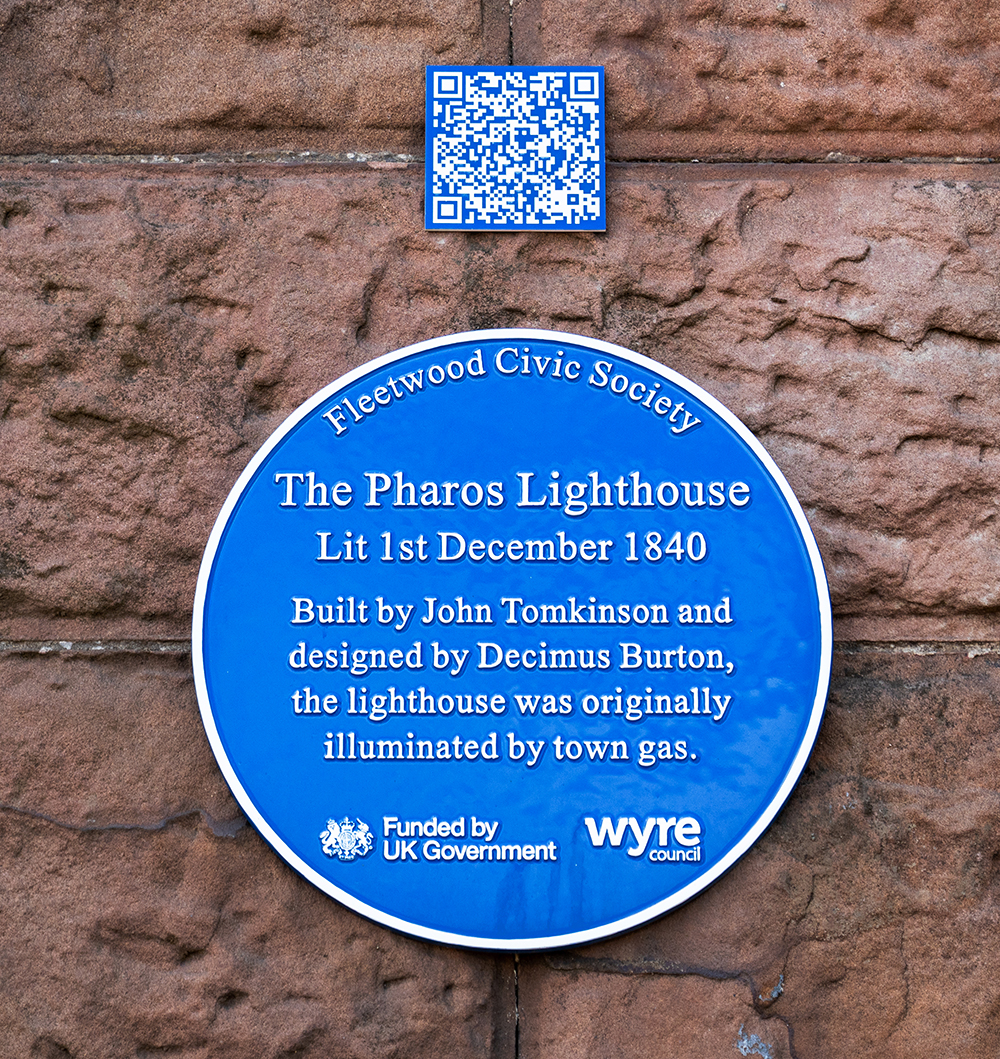 Fleetwood Civic Society
The Pharos Lighthouse
Lit 1st December 1840
Built by John Tomkinson and
designed by Decimus Burton,
the lighthouse was originally
illuminated by town gas.
Funded by
UK Government
wyre
council